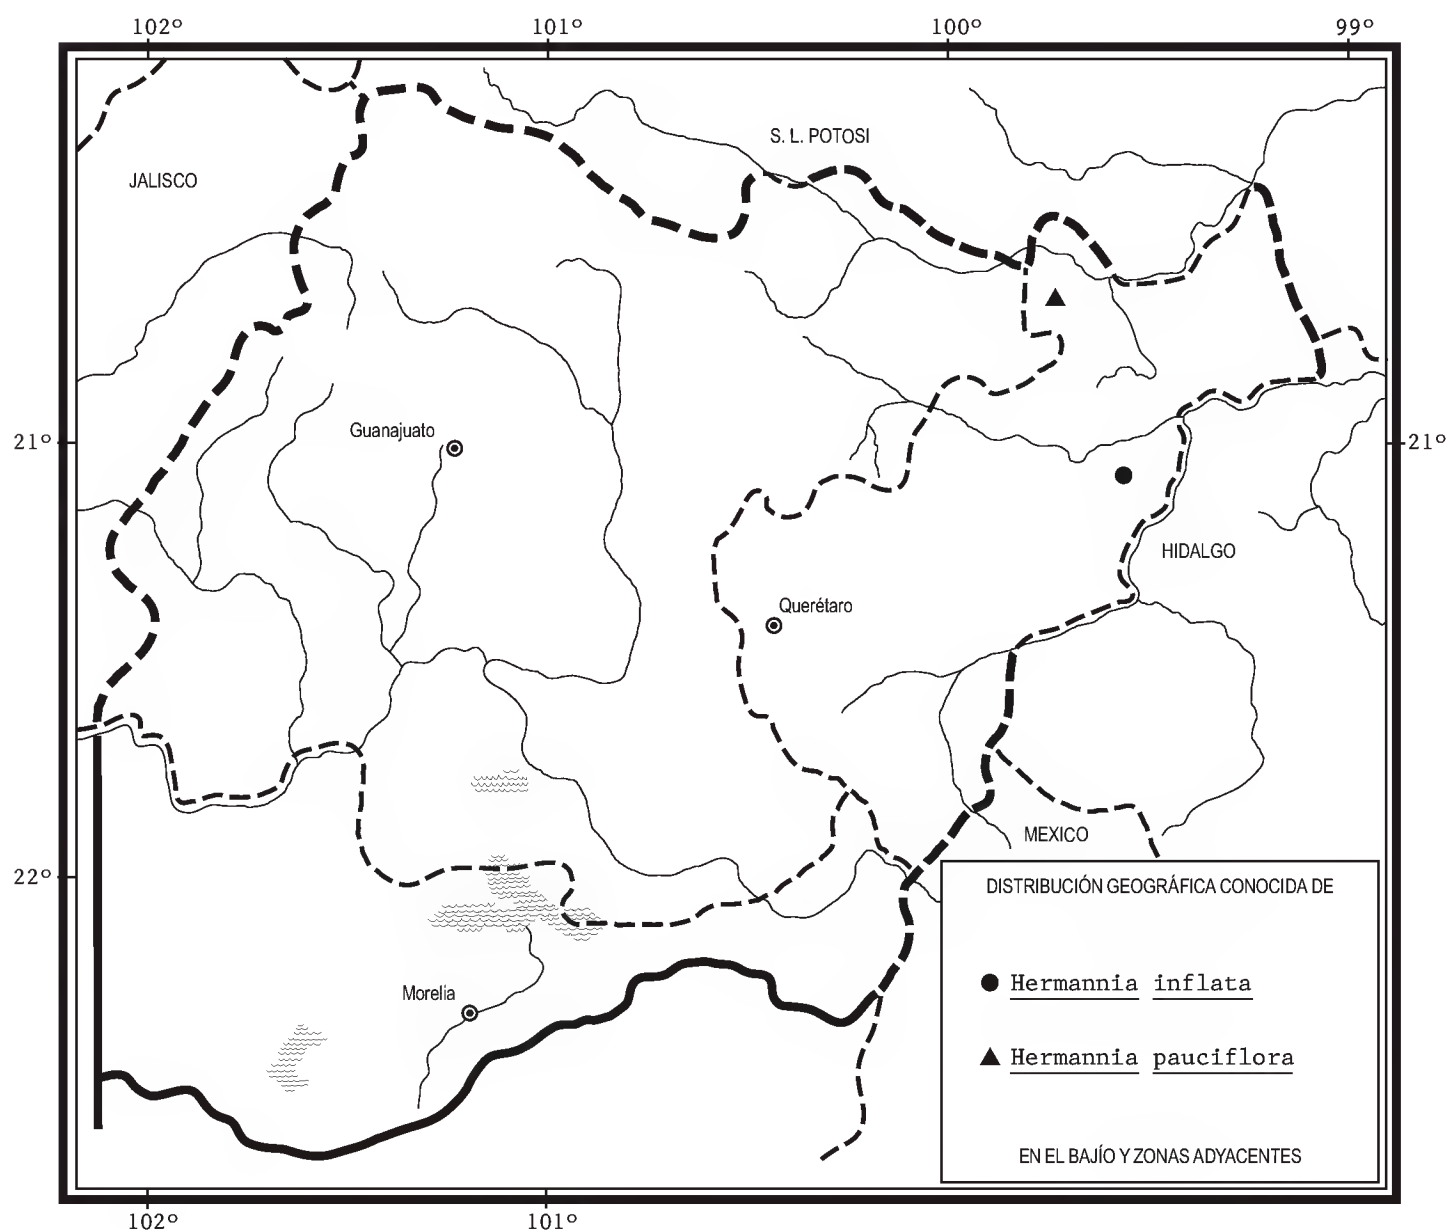 102º 101º 100º 99º
S. L. POTOSI
JALISCO
Guanajuato
21º 21º
HIDALGO
Querétaro
MEXICO
22º
DISTRIBUCIÓN GEOGRÁFICA CONOCIDA DE
Hermannia inflata
Morelia
Hermannia pauciflora
EN EL BAJÍO Y ZONAS ADYACENTES
102º 101º